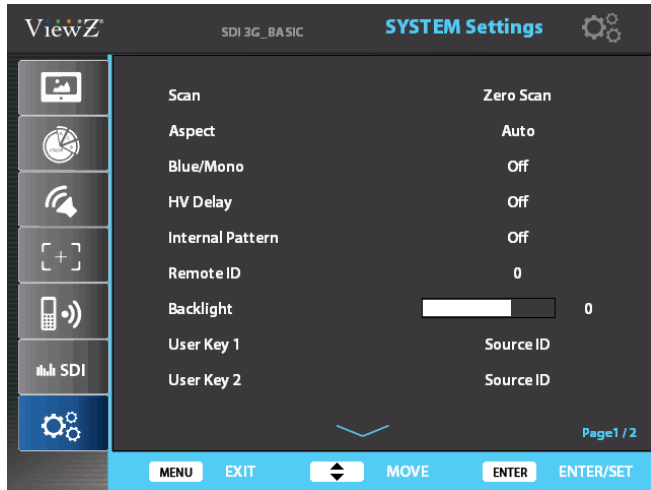 ViewZ
SDI 3G_BASIC
SYSTEM Settings
Scan Zero Scan
Aspect Auto
Blue/Mono Off
HV Delay Off
Internal Pattern Off
Remote ID 0
Backlight 0
User Key 1 Source ID
User Key 2 Source ID
COLOR
SDI
Page1 / 2
MENU EXIT MOVE ENTER ENTER/SET